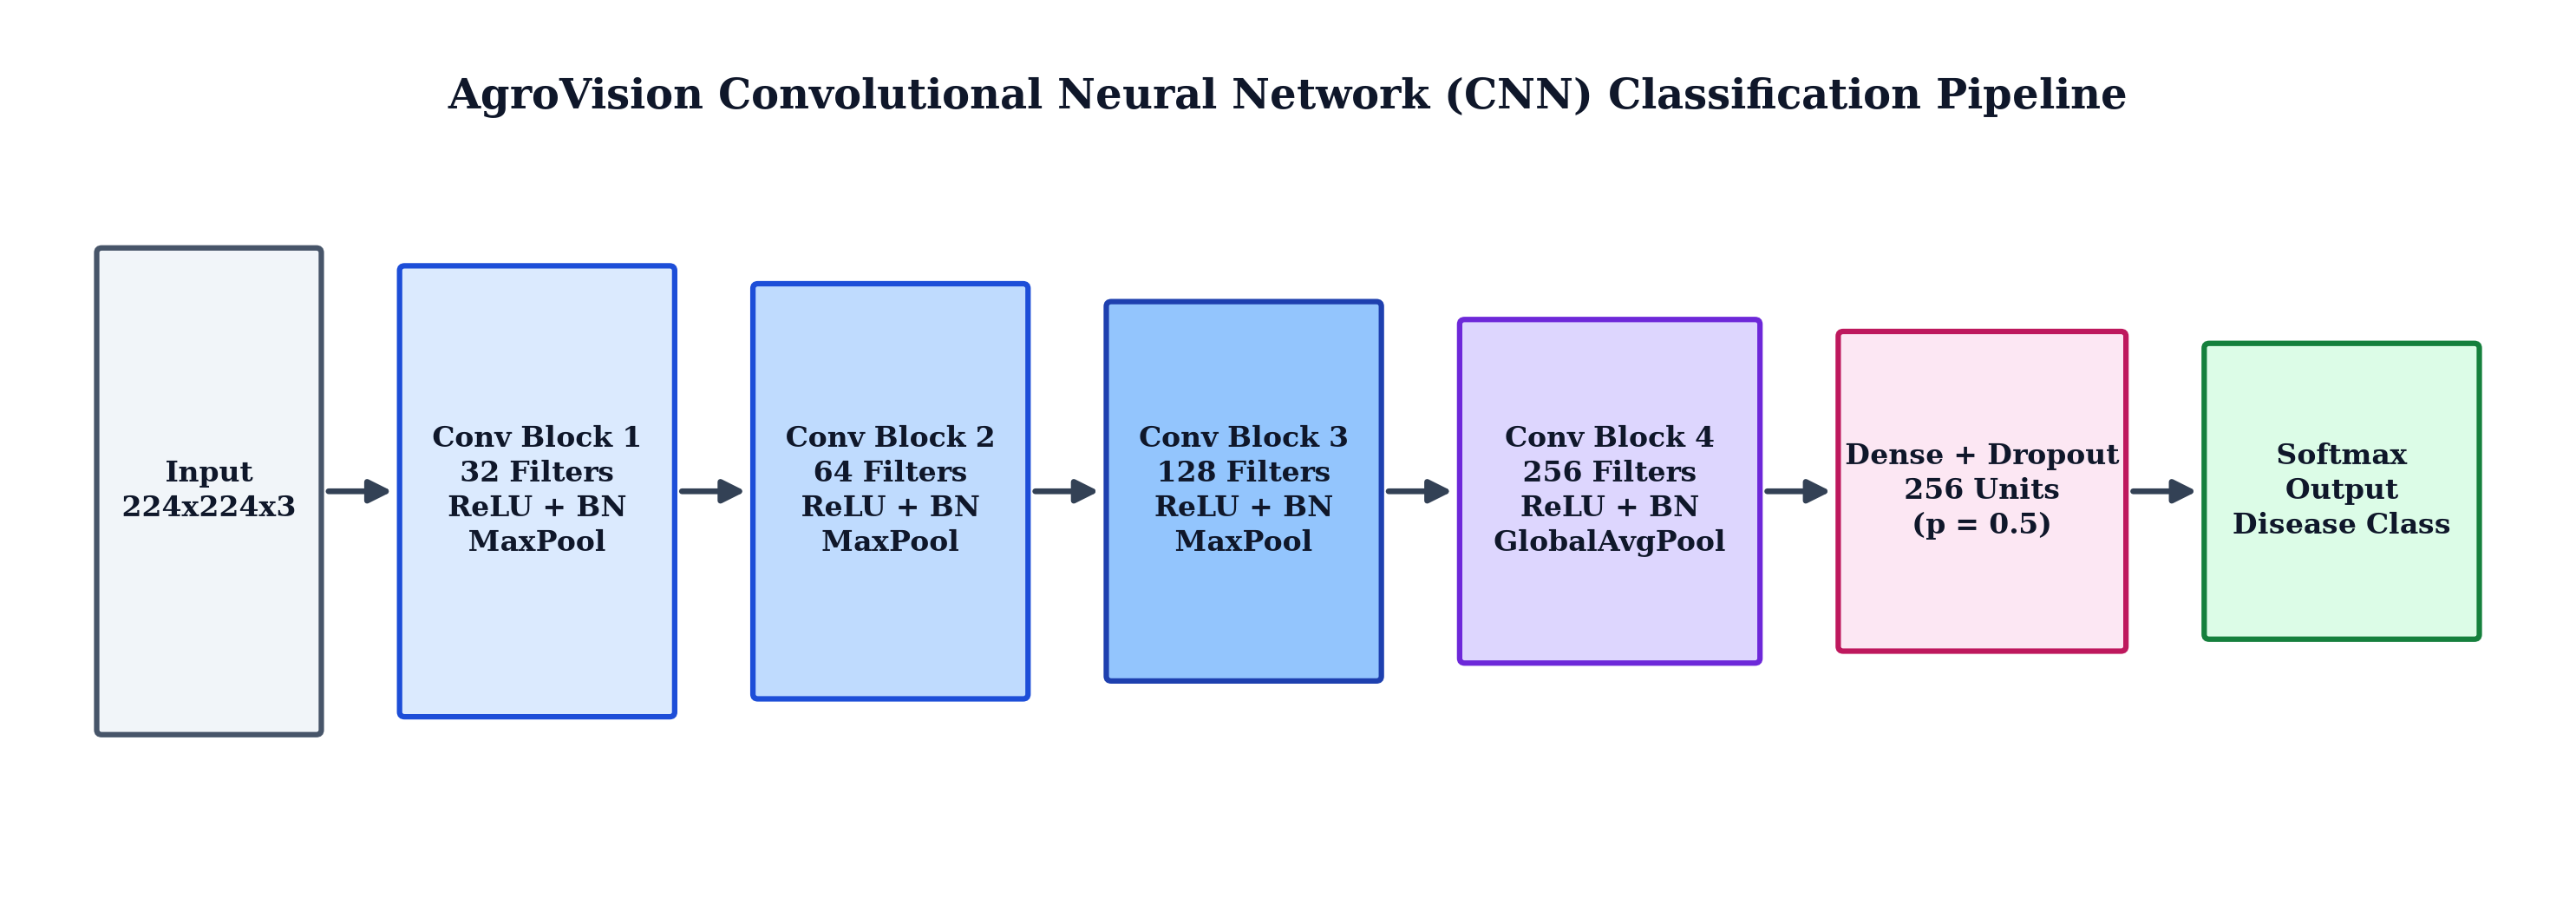 AgroVision Convolutional Neural Network (CNN) Classification Pipeline
Input
224x224x3
Conv Block 1
32 Filters
ReLU + BN
MaxPool
Conv Block 2
64 Filters
ReLU + BN
MaxPool
Conv Block 3
128 Filters
ReLU + BN
MaxPool
Conv Block 4
256 Filters
ReLU + BN
GlobalAvgPool
Dense + Dropout
256 Units
(p = 0.5)
Softmax
Output
Disease Class